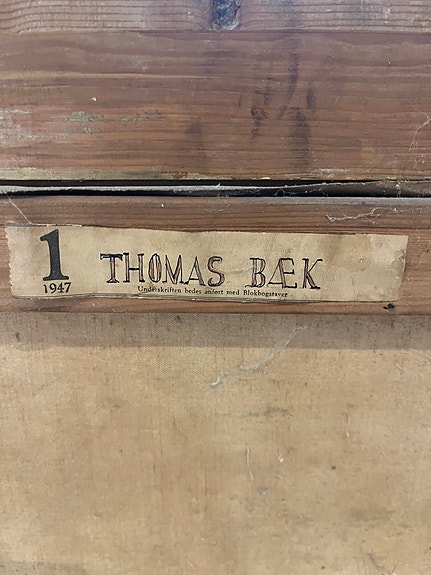 1
1947
THOMAS BÆK
Underskriften bedes anført med Blokbogstaver